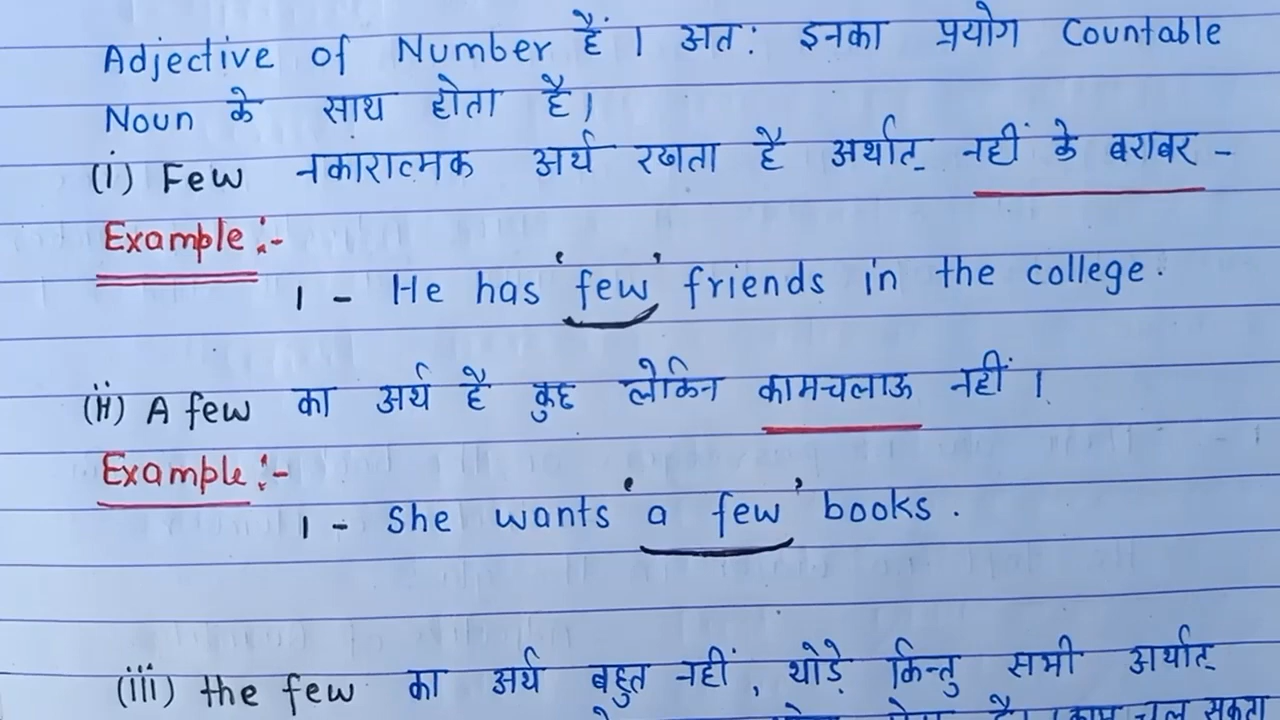 Adjective of Number हैं। अत: इनका प्रयोग Countable
Noun के साथ होता है।
(i) Few नकारात्मक अर्थ रखता है अर्थात् नहीं के बराबर -
Example :-
1 - He has 'few' friends in the college.
(ii) A few का अर्थ है कुछ लेकिन कामचलाऊ नहीं।
Example :-
1 - She wants 'a few' books.
(iii) the few का अर्थ बहुत नहीं, थोड़े किन्तु सभी अर्थात्